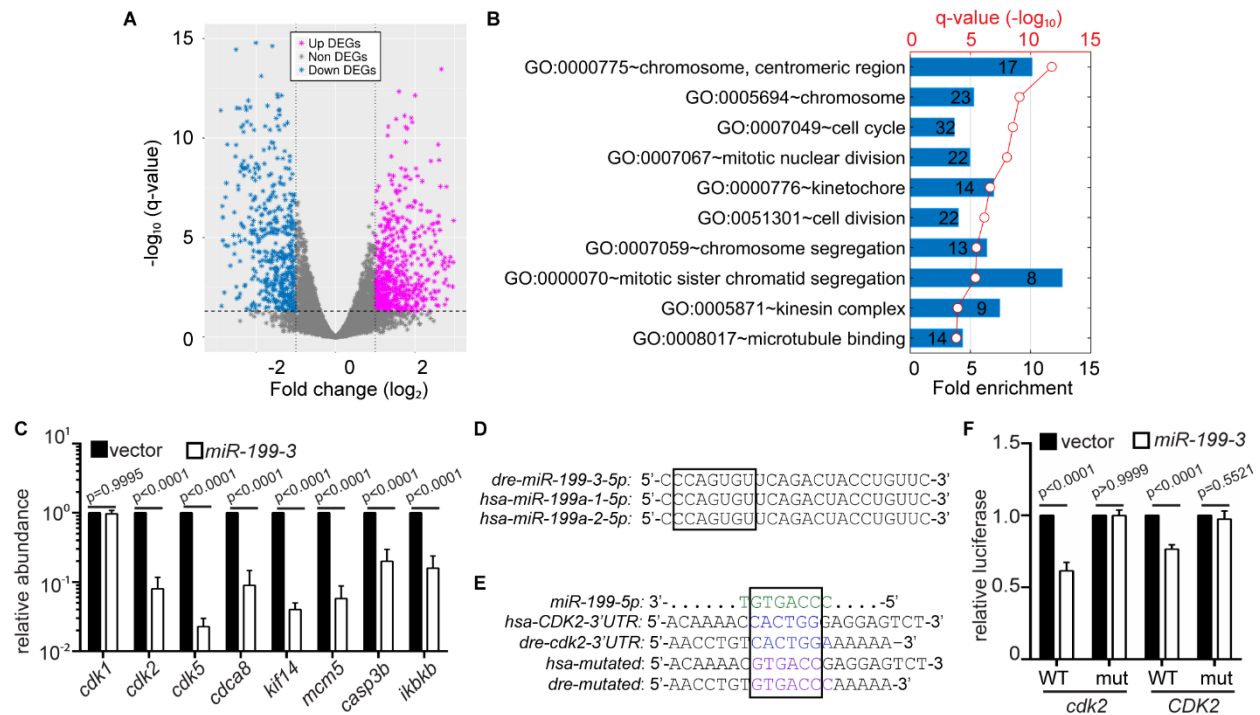 A
15
10
5
0
-log₁₀ (q-value)
Up DEGs
Non DEGs
Down DEGs
-2
0
2
Fold change (log₂)
B
q-value (-log₁₀)
0 5 10 15
GO:0000775~chromosome, centromeric region 17
GO:0005694~chromosome 23
GO:0007049~cell cycle 32
GO:0007067~mitotic nuclear division 22
GO:0000776~kinetochore 14
GO:0051301~cell division 22
GO:0007059~chromosome segregation 13
GO:0000070~mitotic sister chromatid segregation 8
GO:0005871~kinesin complex 9
GO:0008017~microtubule binding 14
0 5 10 15
Fold enrichment
C
vector miR-199-3
relative abundance
10¹
10⁰
10⁻¹
10⁻²
p=0.9995
p<0.0001
p<0.0001
p<0.0001
p<0.0001
p<0.0001
p<0.0001
p<0.0001
cdk1
cdk2
cdk5
cdca8
kif14
mcm5
casp3b
ikbkb
D
dre-miR-199-3-5p: 5'-CCCAGUGUUCAGACUACCUGUUC-3'
hsa-miR-199a-1-5p: 5'-CCCAGUGUUCAGACUACCUGUUC-3'
hsa-miR-199a-2-5p: 5'-CCCAGUGUUCAGACUACCUGUUC-3'
E
miR-199-5p: 3'-......TGTGACCC....-5'
hsa-CDK2-3'UTR: 5'-ACAAAACCACTGGGAGGAGTCT-3'
dre-cdk2-3'UTR: 5'-AACCTGTCACTGGAAAAAA-3'
hsa-mutated: 5'-ACAAAACGTGACCGAGGAGTCT-3'
dre-mutated: 5'-AACCTGTGTGACCCAAAAA-3'
F
vector miR-199-3
relative luciferase
1.5
1.0
0.5
0
p<0.0001
p>0.9999
p<0.0001
p=0.5521
WT mut WT mut
cdk2 CDK2